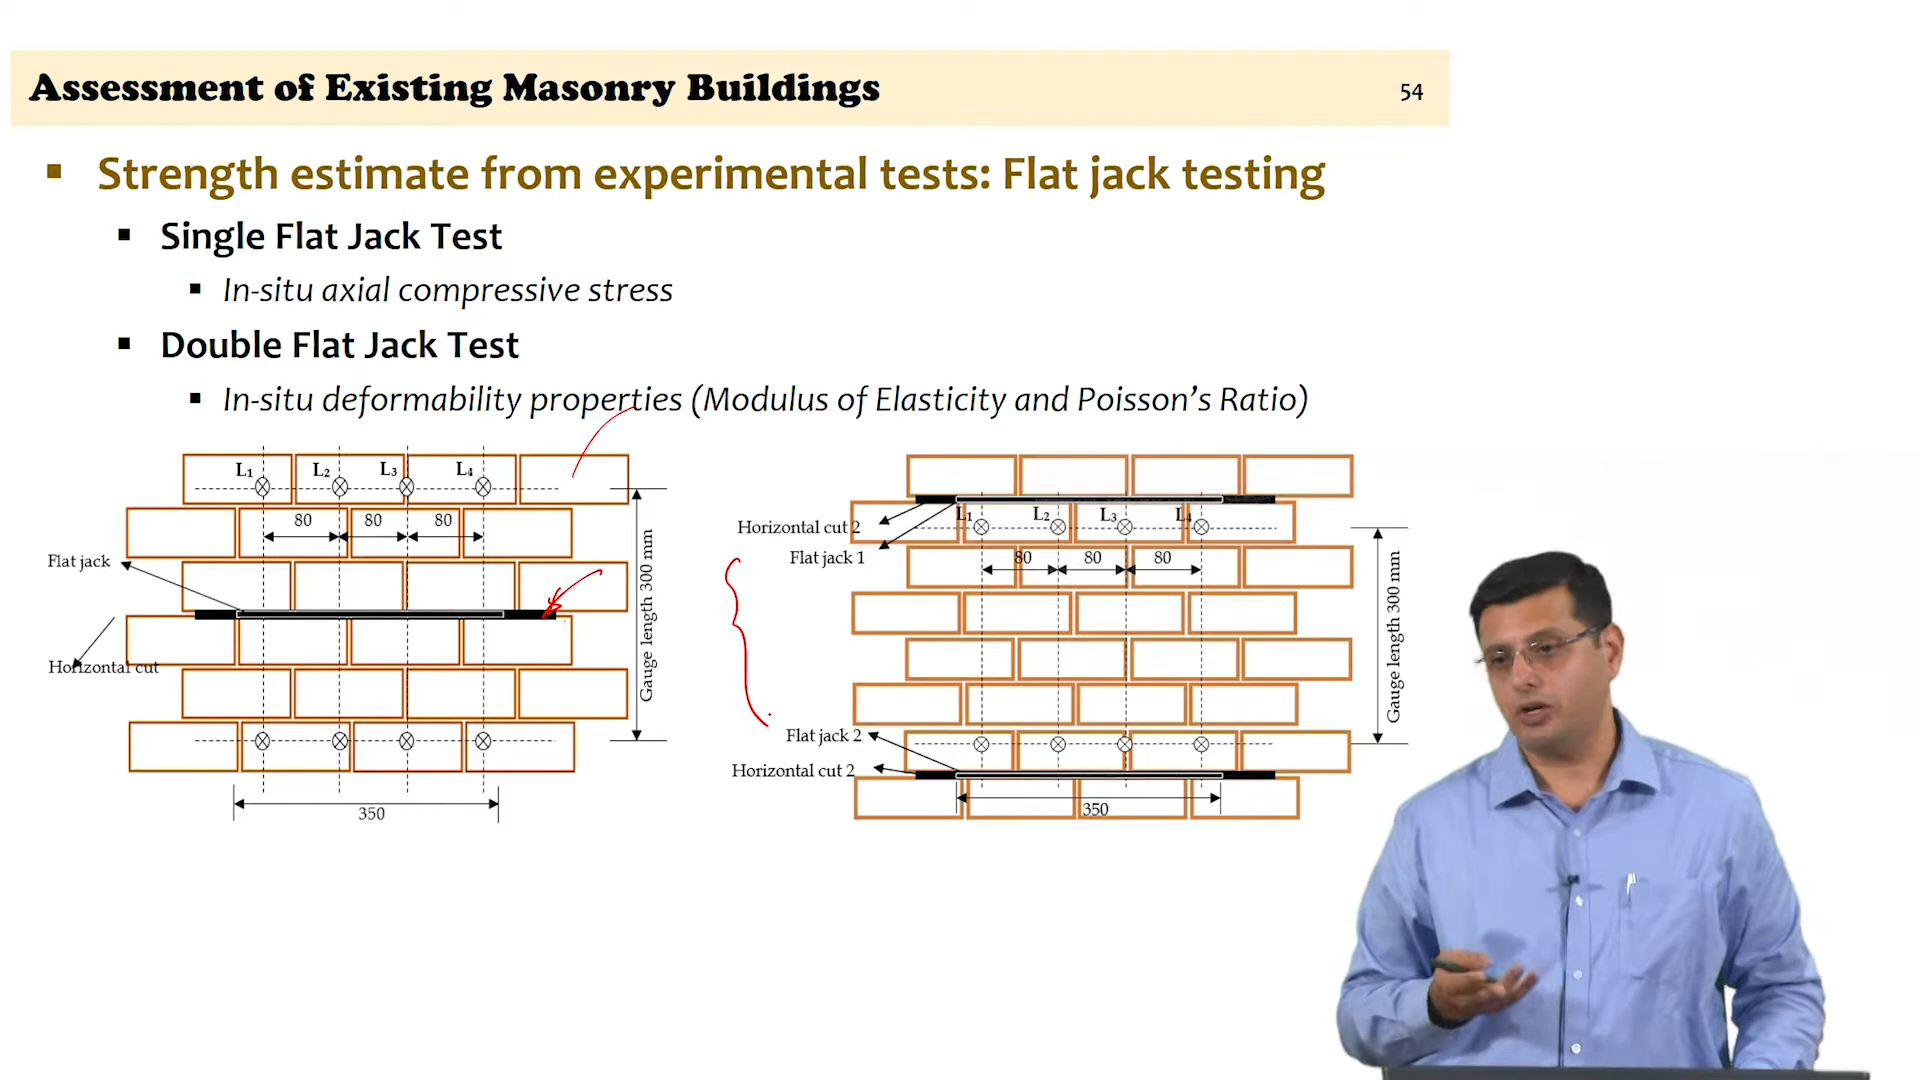 Assessment of Existing Masonry Buildings
54
Strength estimate from experimental tests: Flat jack testing
Single Flat Jack Test
In-situ axial compressive stress
Double Flat Jack Test
In-situ deformability properties (Modulus of Elasticity and Poisson's Ratio)
L1 L2 L3 L4
80 80 80
Flat jack
Horizontal cut
Gauge length 300 mm
350
Horizontal cut 2
Flat jack 1
L1 L2 L3 L4
80 80 80
Flat jack 2
Horizontal cut 2
Gauge length 300 mm
350